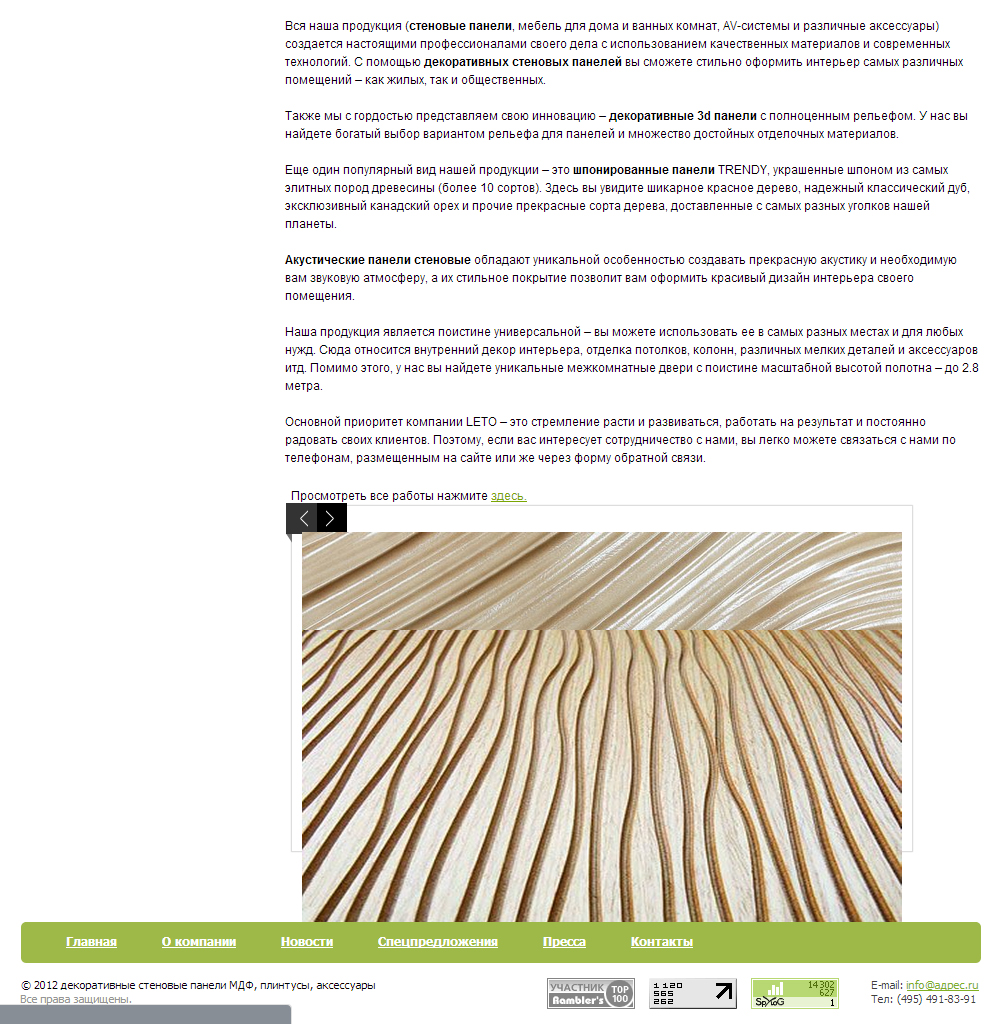 Вся наша продукция (стеновые панели, мебель для дома и ванных комнат, AV-системы и различные аксессуары)
создается настоящими профессионалами своего дела с использованием качественных материалов и современных
технологий. С помощью декоративных стеновых панелей вы сможете стильно оформить интерьер самых различных
помещений – как жилых, так и общественных.
Также мы с гордостью представляем свою инновацию – декоративные 3d панели с полноценным рельефом. У нас вы
найдете богатый выбор вариантом рельефа для панелей и множество достойных отделочных материалов.
Еще один популярный вид нашей продукции – это шпонированные панели TRENDY, украшенные шпоном из самых
элитных пород древесины (более 10 сортов). Здесь вы увидите шикарное красное дерево, надежный классический дуб,
эксклюзивный канадский орех и прочие прекрасные сорта дерева, доставленные с самых разных уголков нашей
планеты.
Акустические панели стеновые обладают уникальной особенностью создавать прекрасную акустику и необходимую
вам звуковую атмосферу, а их стильное покрытие позволит вам оформить красивый дизайн интерьера своего
помещения.
Наша продукция является поистине универсальной – вы можете использовать ее в самых разных местах и для любых
нужд. Сюда относится внутренний декор интерьера, отделка потолков, колонн, различных мелких деталей и аксессуаров
итд. Помимо этого, у нас вы найдете уникальные межкомнатные двери с поистине масштабной высотой полотна – до 2.8
метра.
Основной приоритет компании LETO – это стремление расти и развиваться, работать на результат и постоянно
радовать своих клиентов. Поэтому, если вас интересует сотрудничество с нами, вы легко можете связаться с нами по
телефонам, размещенным на сайте или же через форму обратной связи.
Просмотреть все работы нажмите здесь.
Главная О компании Новости Спецпредложения Пресса Контакты
© 2012 декоративные стеновые панели МДФ, плинтусы, аксессуары
Все права защищены.
УЧАСТНИК TOP
Rambler's 100
1 120
565
262
14 302
627
SpyLOG 1
E-mail: info@адрес.ru
Тел: (495) 491-83-91